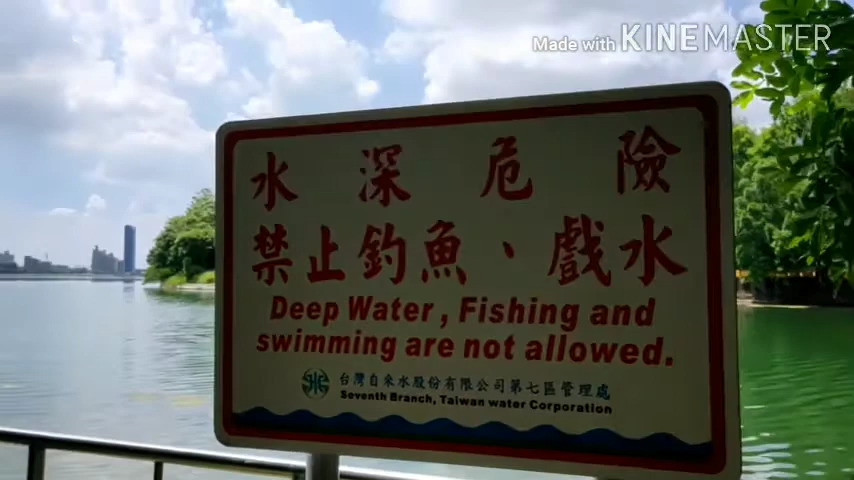 Made with KINEMASTER
水深危險
禁止釣魚、戲水
Deep Water, Fishing and
swimming are not allowed.
台灣自來水股份有限公司第七區管理處
Seventh Branch, Taiwan water Corporation